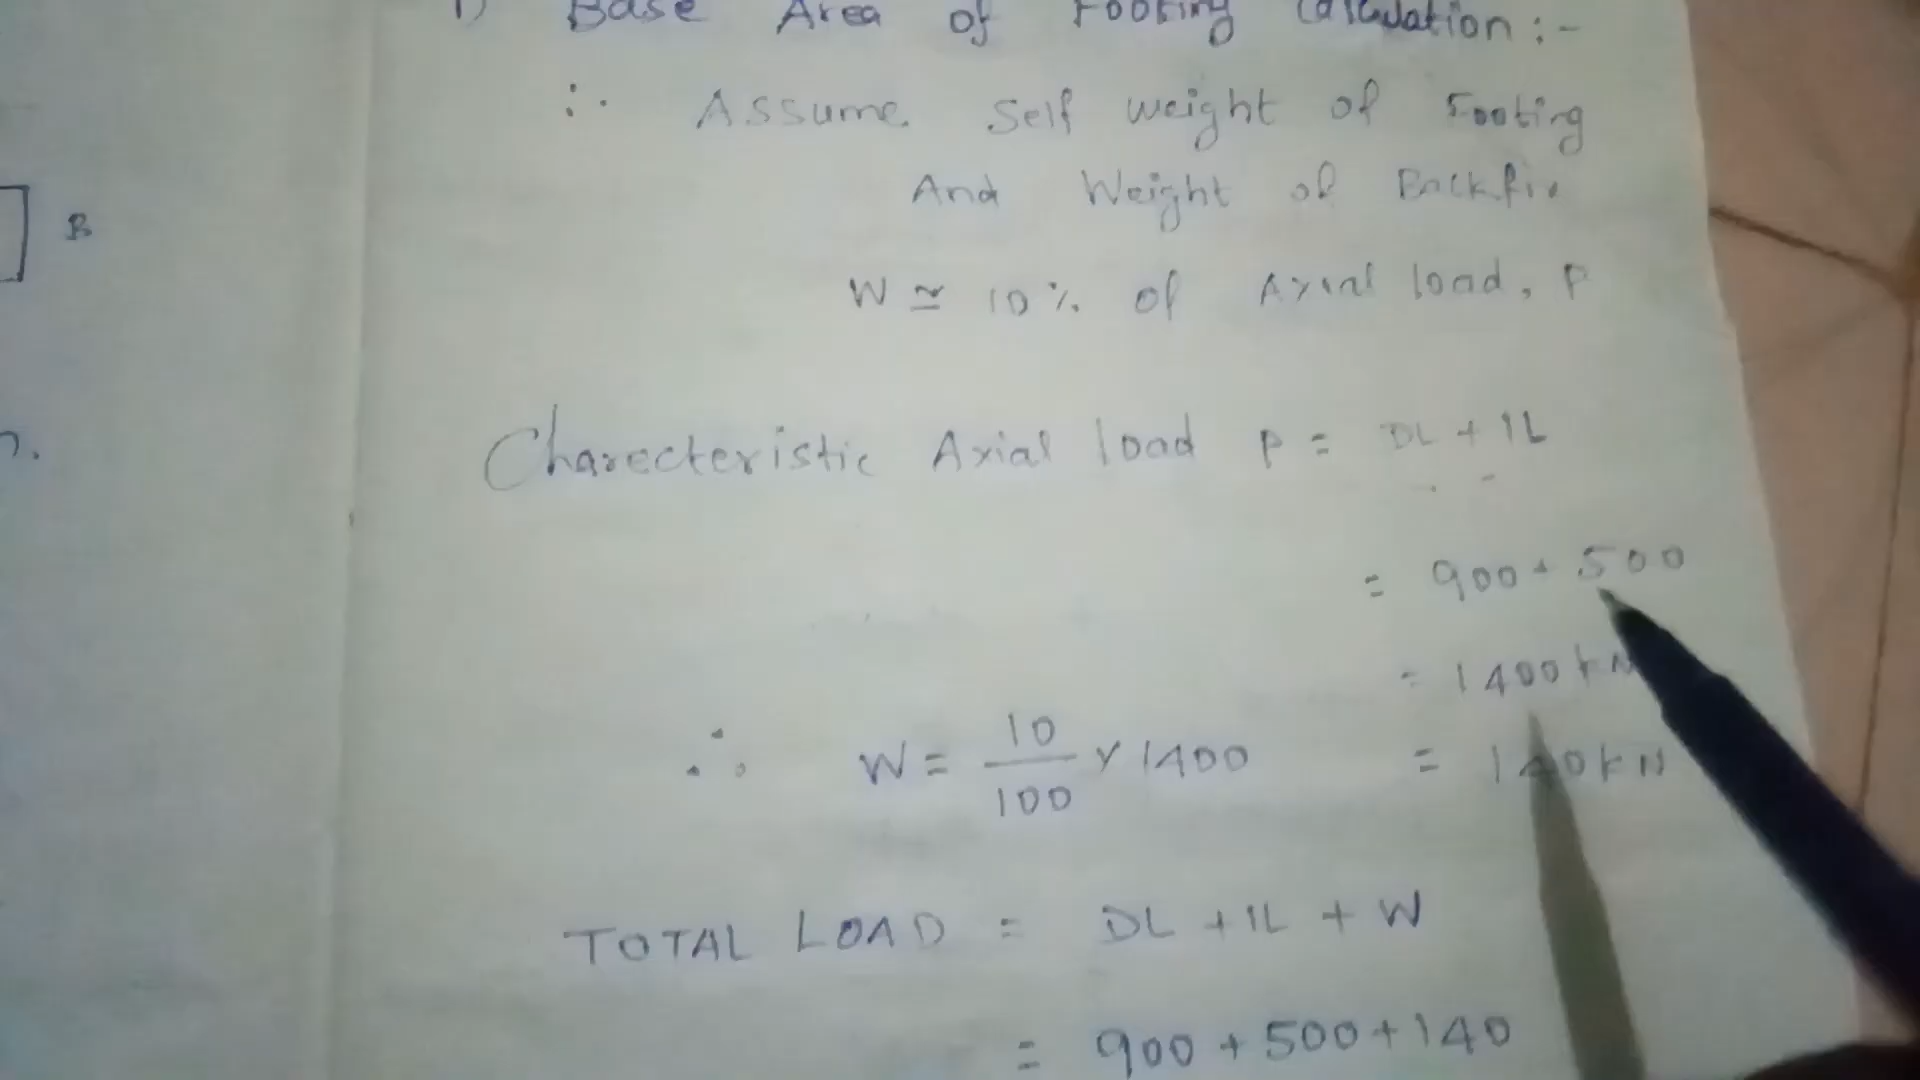 1) Base Area of Footing Calculation :-
∴ Assume Self weight of Footing
And Weight of
W ≃ 10% of Axial load, P
B
Charecteristic Axial load P = DL + IL
= 900 + 500
= 1400 kN
∴ W = 10/100 x 1400 = 140 kN
TOTAL LOAD = DL + IL + W
= 900 + 500 + 140